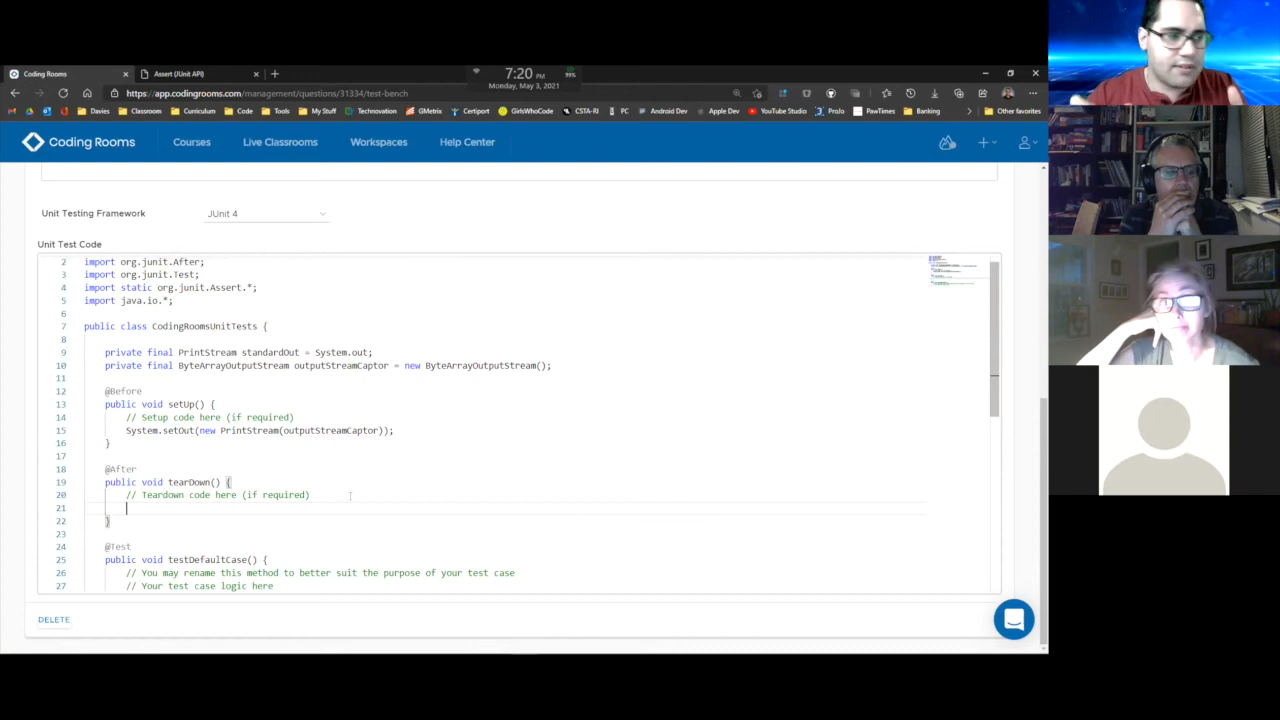 Coding Rooms
Assert (JUnit API)
7:20 PM
99%
Monday, May 3, 2021
https://app.codingrooms.com/management/questions/31334/test-bench
Davies
Classroom
Curriculum
Code
Tools
My Stuff
Technovation
GMetrix
Certiport
GirlsWhoCode
CSTA-RI
PC
Android Dev
Apple Dev
YouTube Studio
ProJo
PawTimes
Banking
Other favorites
Coding Rooms
Courses
Live Classrooms
Workspaces
Help Center
Unit Testing Framework
JUnit 4
Unit Test Code
2 import org.junit.After;
3 import org.junit.Test;
4 import static org.junit.Assert.*;
5 import java.io.*;
6
7 public class CodingRoomsUnitTests {
8
9 private final PrintStream standardOut = System.out;
10 private final ByteArrayOutputStream outputStreamCaptor = new ByteArrayOutputStream();
11
12 @Before
13 public void setUp() {
14 // Setup code here (if required)
15 System.setOut(new PrintStream(outputStreamCaptor));
16 }
17
18 @After
19 public void tearDown() {
20 // Teardown code here (if required)
21
22 }
23
24 @Test
25 public void testDefaultCase() {
26 // You may rename this method to better suit the purpose of your test case
27 // Your test case logic here
DELETE